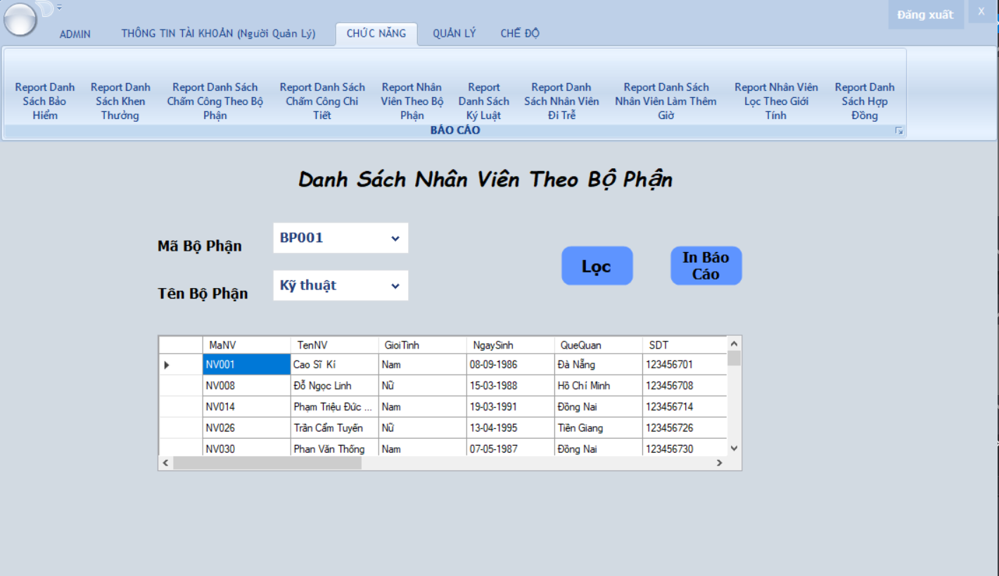 Đăng xuất X
ADMIN THÔNG TIN TÀI KHOẢN (Người Quản Lý) CHỨC NĂNG QUẢN LÝ CHẾ ĐỘ
Report Danh Sách Bảo Hiểm
Report Danh Sách Khen Thưởng
Report Danh Sách Chấm Công Theo Bộ Phận
Report Danh Sách Chấm Công Chi Tiết
Report Nhân Viên Theo Bộ Phận
Report Danh Sách Kỷ Luật
Report Danh Sách Nhân Viên Đi Trễ
Report Danh Sách Nhân Viên Làm Thêm Giờ
Report Nhân Viên Lọc Theo Giới Tính
Report Danh Sách Hợp Đồng
BÁO CÁO
Danh Sách Nhân Viên Theo Bộ Phận
Mã Bộ Phận BP001
Tên Bộ Phận Kỹ thuật
Lọc
In Báo Cáo
MaNV TenNV GioiTinh NgaySinh QueQuan SDT
NV001 Cao Sĩ Kí Nam 08-09-1986 Đà Nẵng 123456701
NV008 Đỗ Ngọc Linh Nữ 15-03-1988 Hồ Chí Minh 123456708
NV014 Phạm Triệu Đức ... Nam 19-03-1991 Đồng Nai 123456714
NV026 Trần Cẩm Tuyến Nữ 13-04-1995 Tiền Giang 123456726
NV030 Phan Văn Thống Nam 07-05-1987 Đồng Nai 123456730